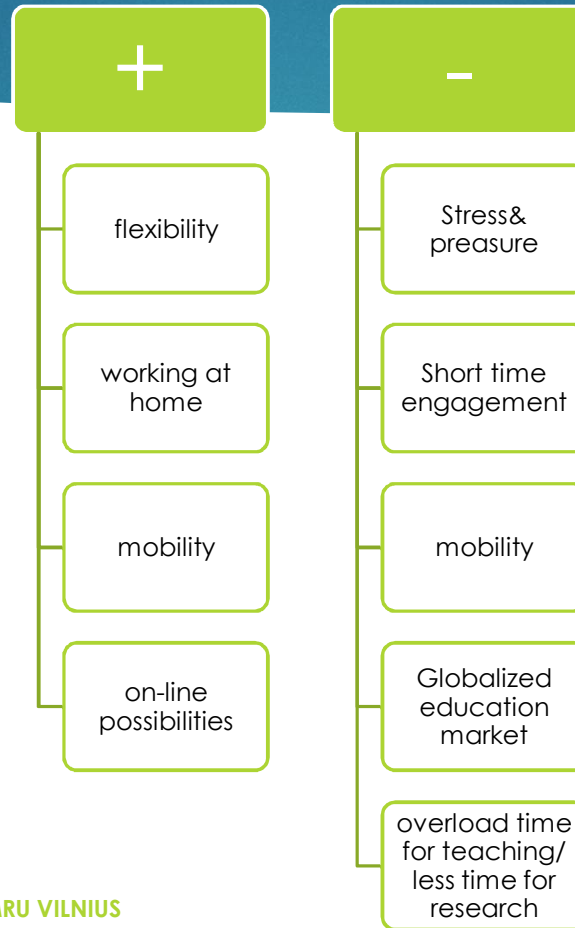 +
flexibility
working at
home
mobility
on-line
possibilities
-
Stress&
preasure
Short time
engagement
mobility
Globalized
education
market
overload time
for teaching/
less time for
research
RU VILNIUS